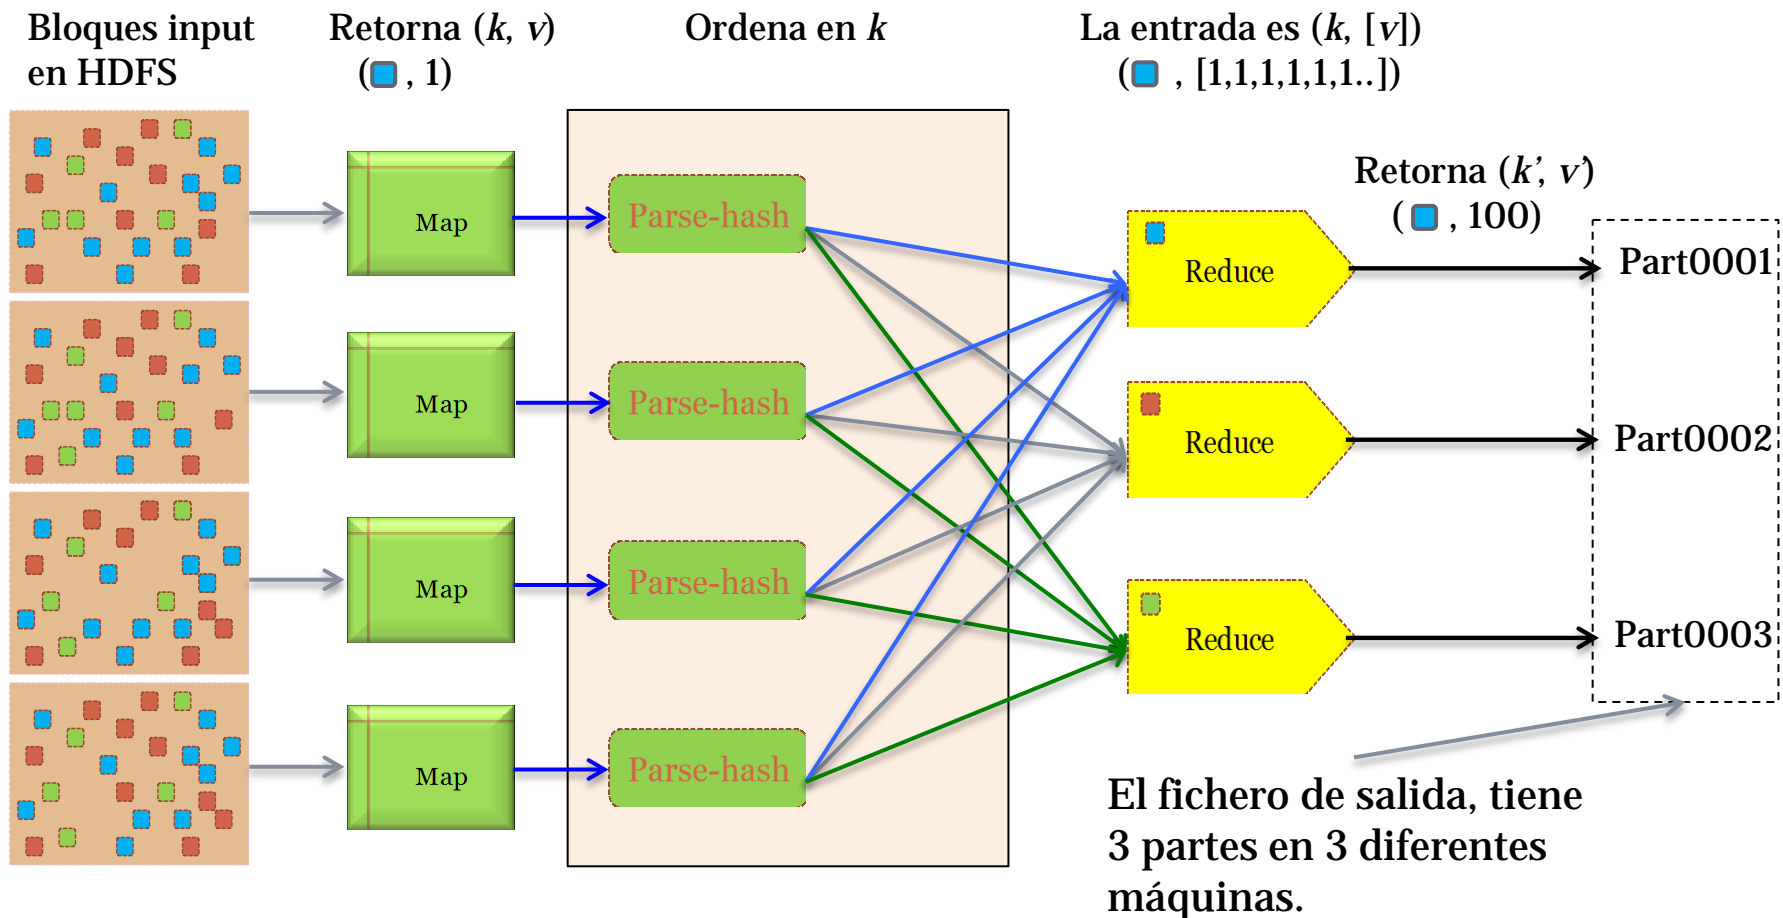 Bloques input
en HDFS
Retorna (k, v)
( , 1)
Ordena en k
La entrada es (k, [v])
( , [1,1,1,1,1,1..])
Map
Parse-hash
Map
Parse-hash
Map
Parse-hash
Map
Parse-hash
Reduce
Reduce
Reduce
Retorna (k’, v’)
( , 100)
Part0001
Part0002
Part0003
El fichero de salida, tiene
3 partes en 3 diferentes
máquinas.